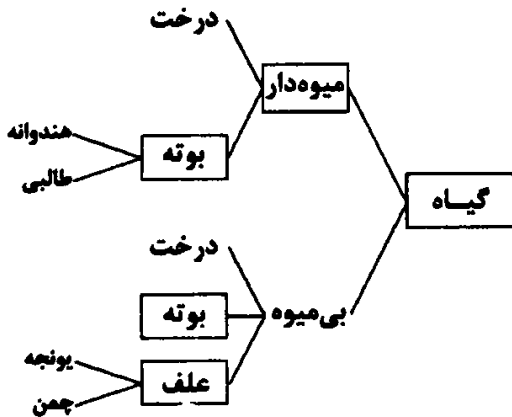 گیاه
میوه‌دار
درخت
بوته
هندوانه
طالبی
بی‌میوه
درخت
بوته
علف
یونجه
چمن